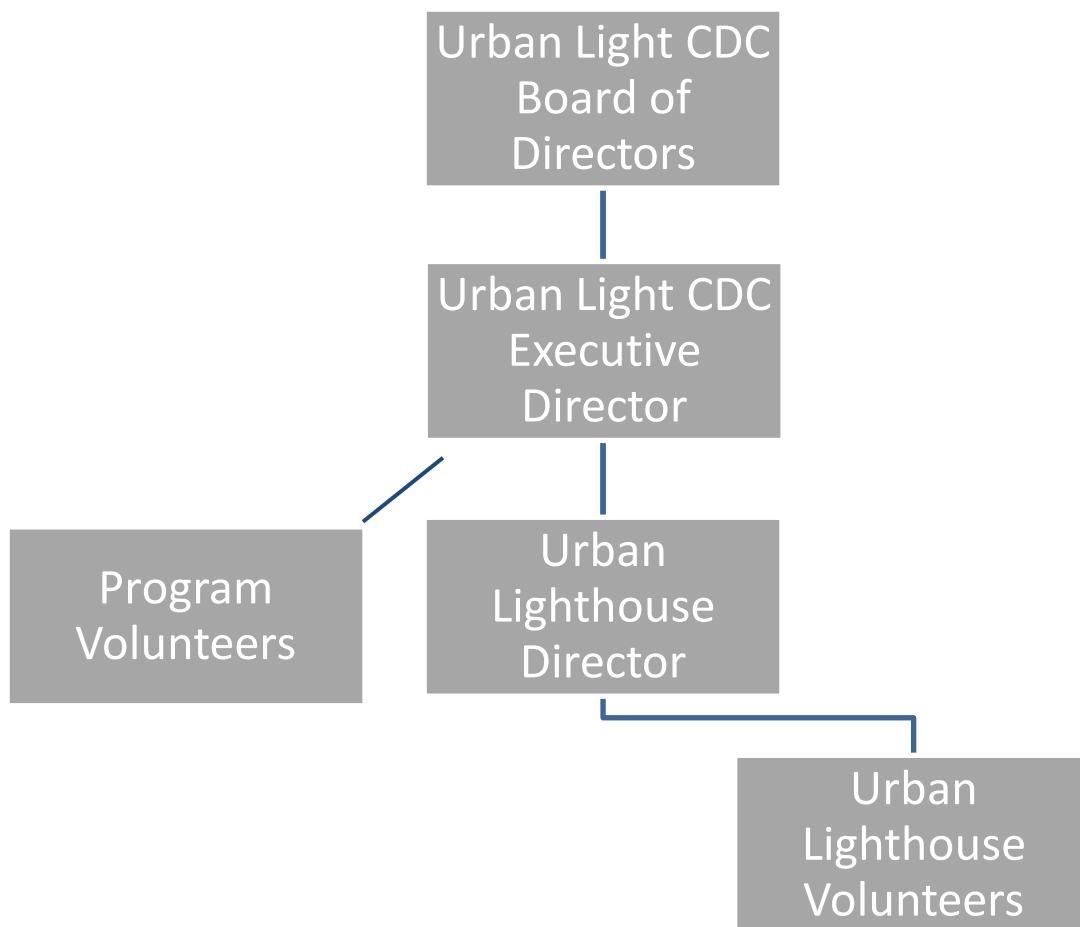 Urban Light CDC
Board of
Directors
Urban Light CDC
Executive
Director
Program
Volunteers
Urban
Lighthouse
Director
Urban
Lighthouse
Volunteers